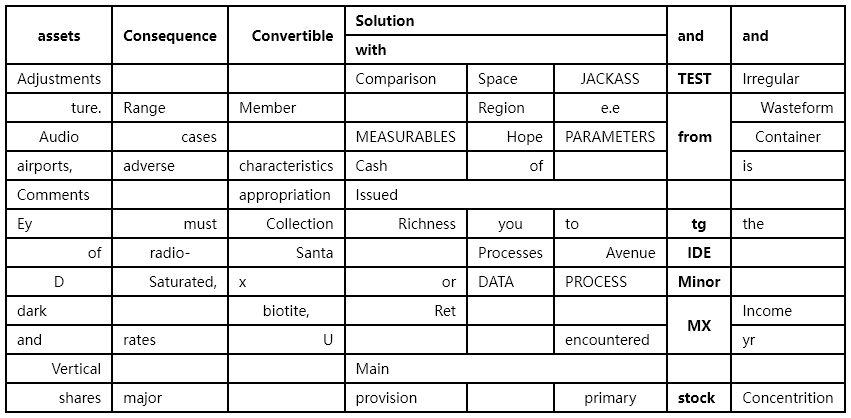 assets Consequence Convertible Solution and and
with
Adjustments Comparison Space JACKASS TEST Irregular
ture. Range Member Region e.e from Wasteform
Audio cases MEASURABLES Hope PARAMETERS Container
airports, adverse characteristics Cash of is
Comments appropriation Issued
Ey must Collection Richness you to tg the
of radio- Santa Processes Avenue IDE
D Saturated, x or DATA PROCESS Minor
dark biotite, Ret MX Income
and rates U encountered yr
Vertical Main
shares major provision primary stock Concentrition